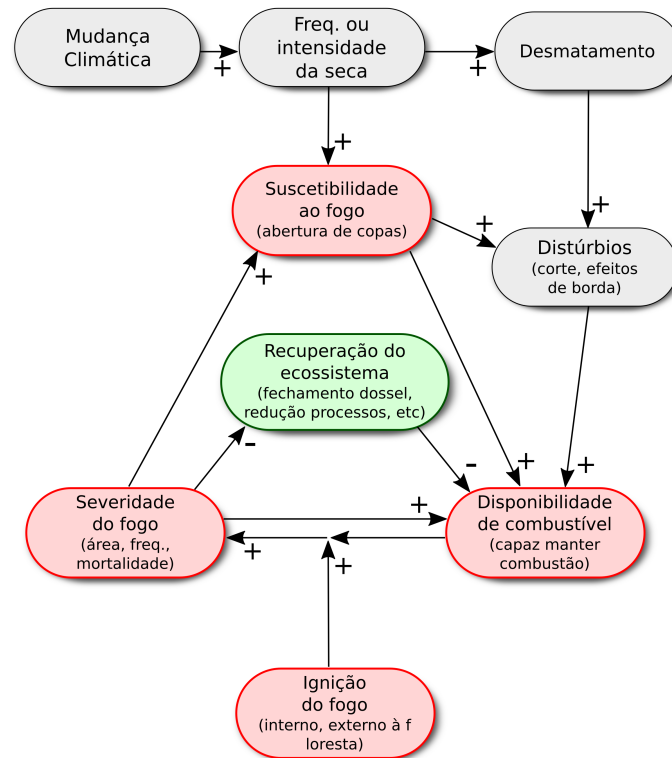 Mudança
Climática
Freq. ou
intensidade
da seca
Desmatamento
+
+
+
+
Suscetibilidade
ao fogo
(abertura de copas)
+
Distúrbios
(corte, efeitos
de borda)
+
Recuperação do
ecossistema
(fechamento dossel,
redução processos, etc)
-
-
+
+
Severidade
do fogo
(área, freq.,
mortalidade)
+
Disponibilidade
de combustível
(capaz manter
combustão)
+
+
Ignição
do fogo
(interno, externo à f
loresta)